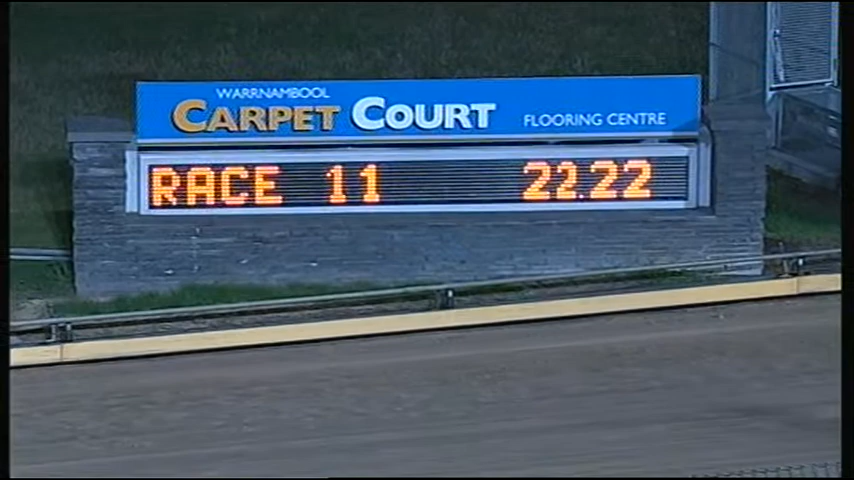 WARRNAMBOOL
CARPET COURT FLOORING CENTRE
RACE 11 22.22